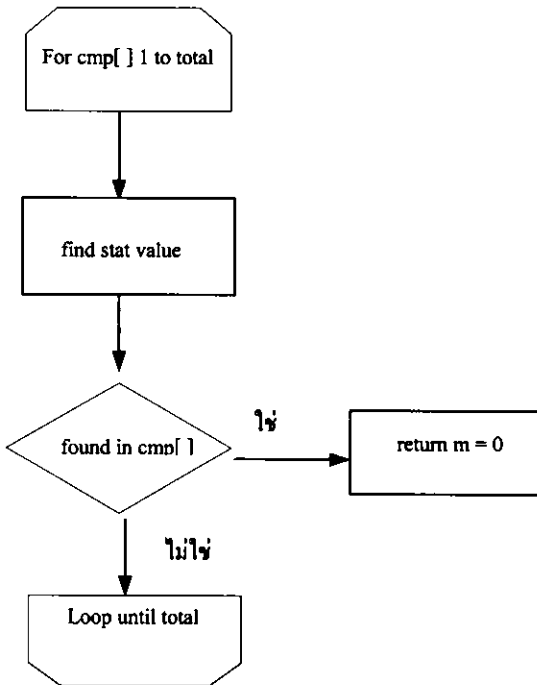 For cmp[ ] 1 to total
find stat value
found in cmp[ ]
ใช่
return m = 0
ไม่ใช่
Loop until total